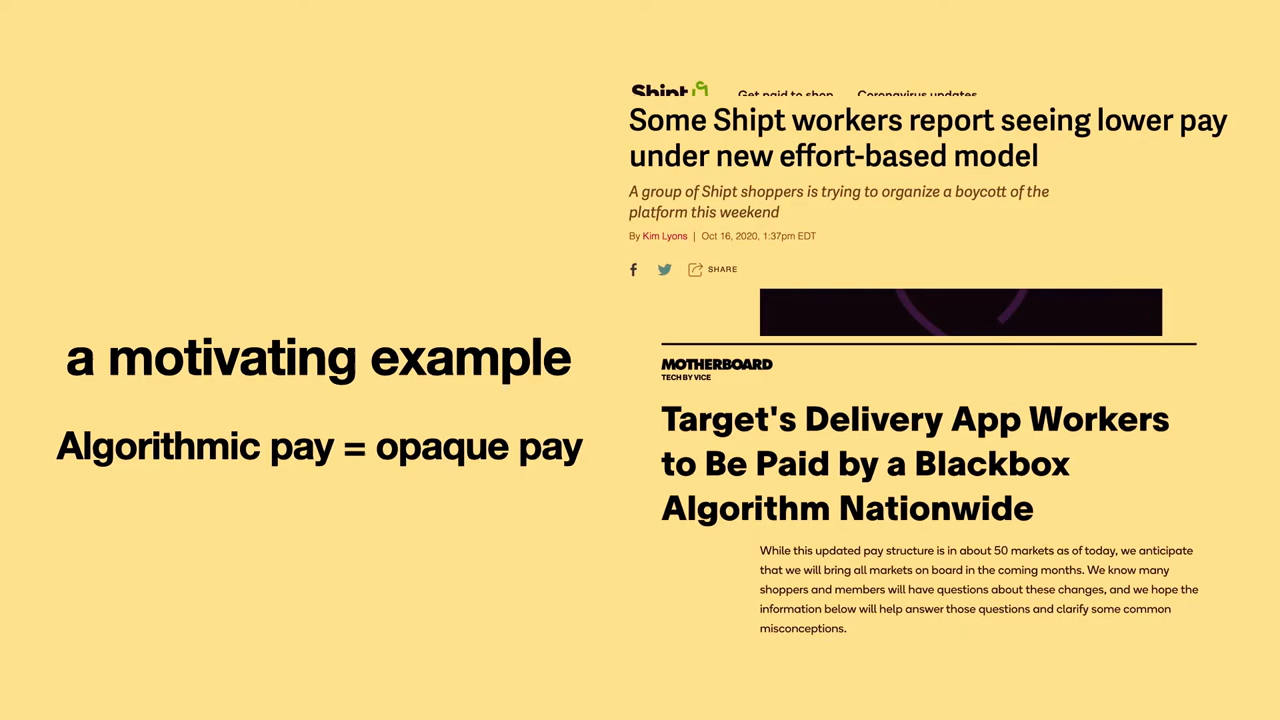 a motivating example
Algorithmic pay = opaque pay
Shipt
Get paid to shop Coronavirus updates
Some Shipt workers report seeing lower pay
under new effort-based model
A group of Shipt shoppers is trying to organize a boycott of the
platform this weekend
By Kim Lyons | Oct 16, 2020, 1:37pm EDT
SHARE
MOTHERBOARD
TECH BY VICE
Target's Delivery App Workers
to Be Paid by a Blackbox
Algorithm Nationwide
While this updated pay structure is in about 50 markets as of today, we anticipate
that we will bring all markets on board in the coming months. We know many
shoppers and members will have questions about these changes, and we hope the
information below will help answer those questions and clarify some common
misconceptions.